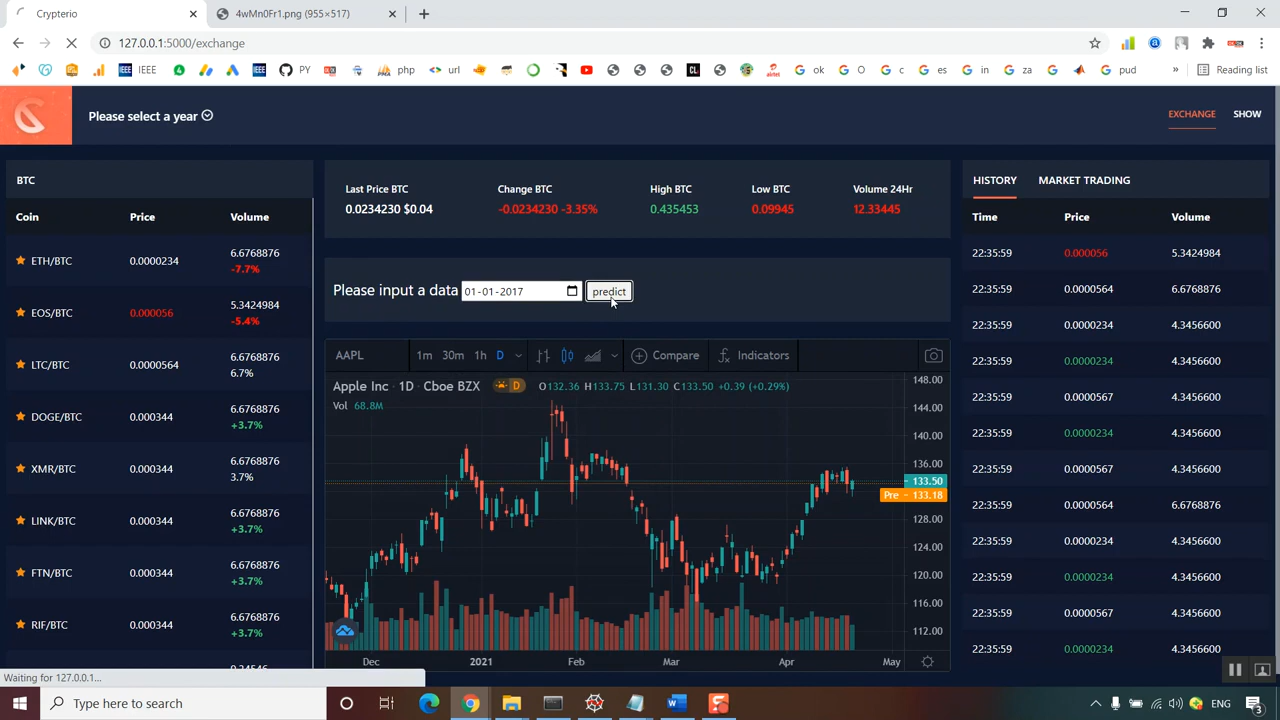 Crypterio
4wMn0Fr1.png (955×517)
127.0.0.1:5000/exchange
IEEE PY php url ok O c es in za pud » Reading list
Please select a year
EXCHANGE SHOW
BTC
Coin Price Volume
ETH/BTC 0.0000234 6.6768876
-7.7%
EOS/BTC 0.000056 5.3424984
-5.4%
LTC/BTC 0.0000564 6.6768876
6.7%
DOGE/BTC 0.000344 6.6768876
+3.7%
XMR/BTC 0.000344 6.6768876
3.7%
LINK/BTC 0.000344 6.6768876
+3.7%
FTN/BTC 0.000344 6.6768876
+3.7%
RIF/BTC 0.000344 6.6768876
+3.7%
Last Price BTC Change BTC High BTC Low BTC Volume 24Hr
0.0234230 $0.04 -0.0234230 -3.35% 0.435453 0.09945 12.33445
Please input a data 01-01-2017 predict
AAPL 1m 30m 1h D Compare Indicators
Apple Inc · 1D · Cboe BZX D O132.36 H133.75 L131.30 C133.50 +0.39 (+0.29%)
Vol 68.8M
148.00
144.00
140.00
136.00
133.50
Pre − 133.18
128.00
124.00
120.00
116.00
112.00
Dec 2021 Feb Mar Apr May
HISTORY MARKET TRADING
Time Price Volume
22:35:59 0.000056 5.3424984
22:35:59 0.0000564 6.6768876
22:35:59 0.0000234 4.3456600
22:35:59 0.0000234 4.3456600
22:35:59 0.0000567 4.3456600
22:35:59 0.0000234 4.3456600
22:35:59 0.0000567 4.3456600
22:35:59 0.0000564 6.6768876
22:35:59 0.0000234 4.3456600
22:35:59 0.0000234 4.3456600
22:35:59 0.0000567 4.3456600
22:35:59 0.0000234 4.3456600
Waiting for 127.0.0.1...
Type here to search
ENG
3